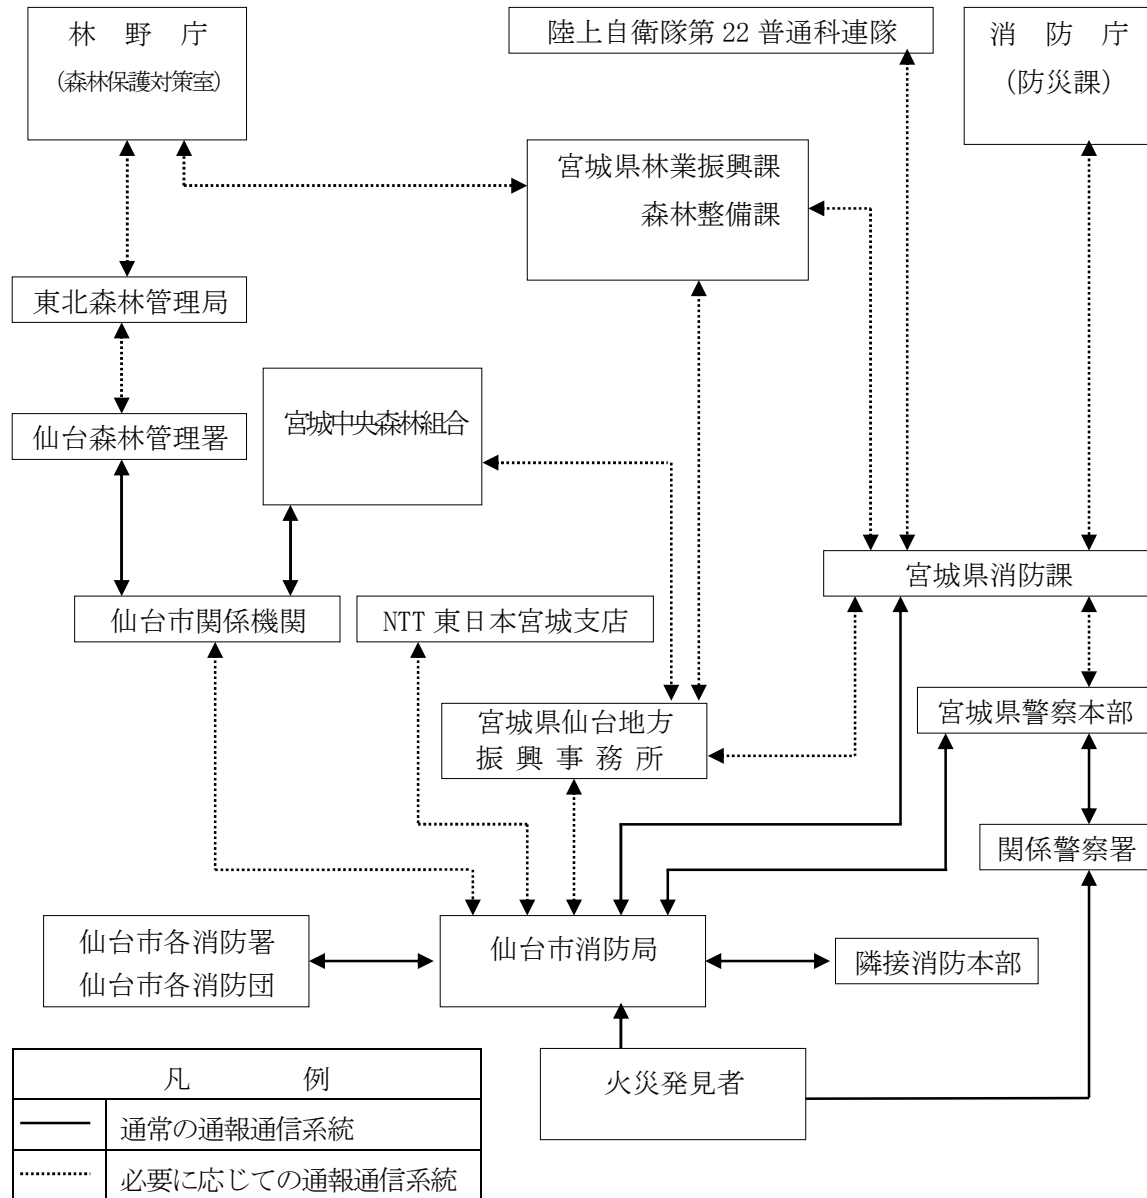 林　野　庁
(森林保護対策室)
陸上自衛隊第 22 普通科連隊
消　防　庁
(防災課)
宮城県林業振興課
森林整備課
東北森林管理局
仙台森林管理署
宮城中央森林組合
宮城県消防課
仙台市関係機関
NTT 東日本宮城支店
宮城県仙台地方
振 興 事 務 所
宮城県警察本部
関係警察署
仙台市各消防署
仙台市各消防団
仙台市消防局
隣接消防本部
火災発見者
凡　　　例
通常の通報通信系統
必要に応じての通報通信系統